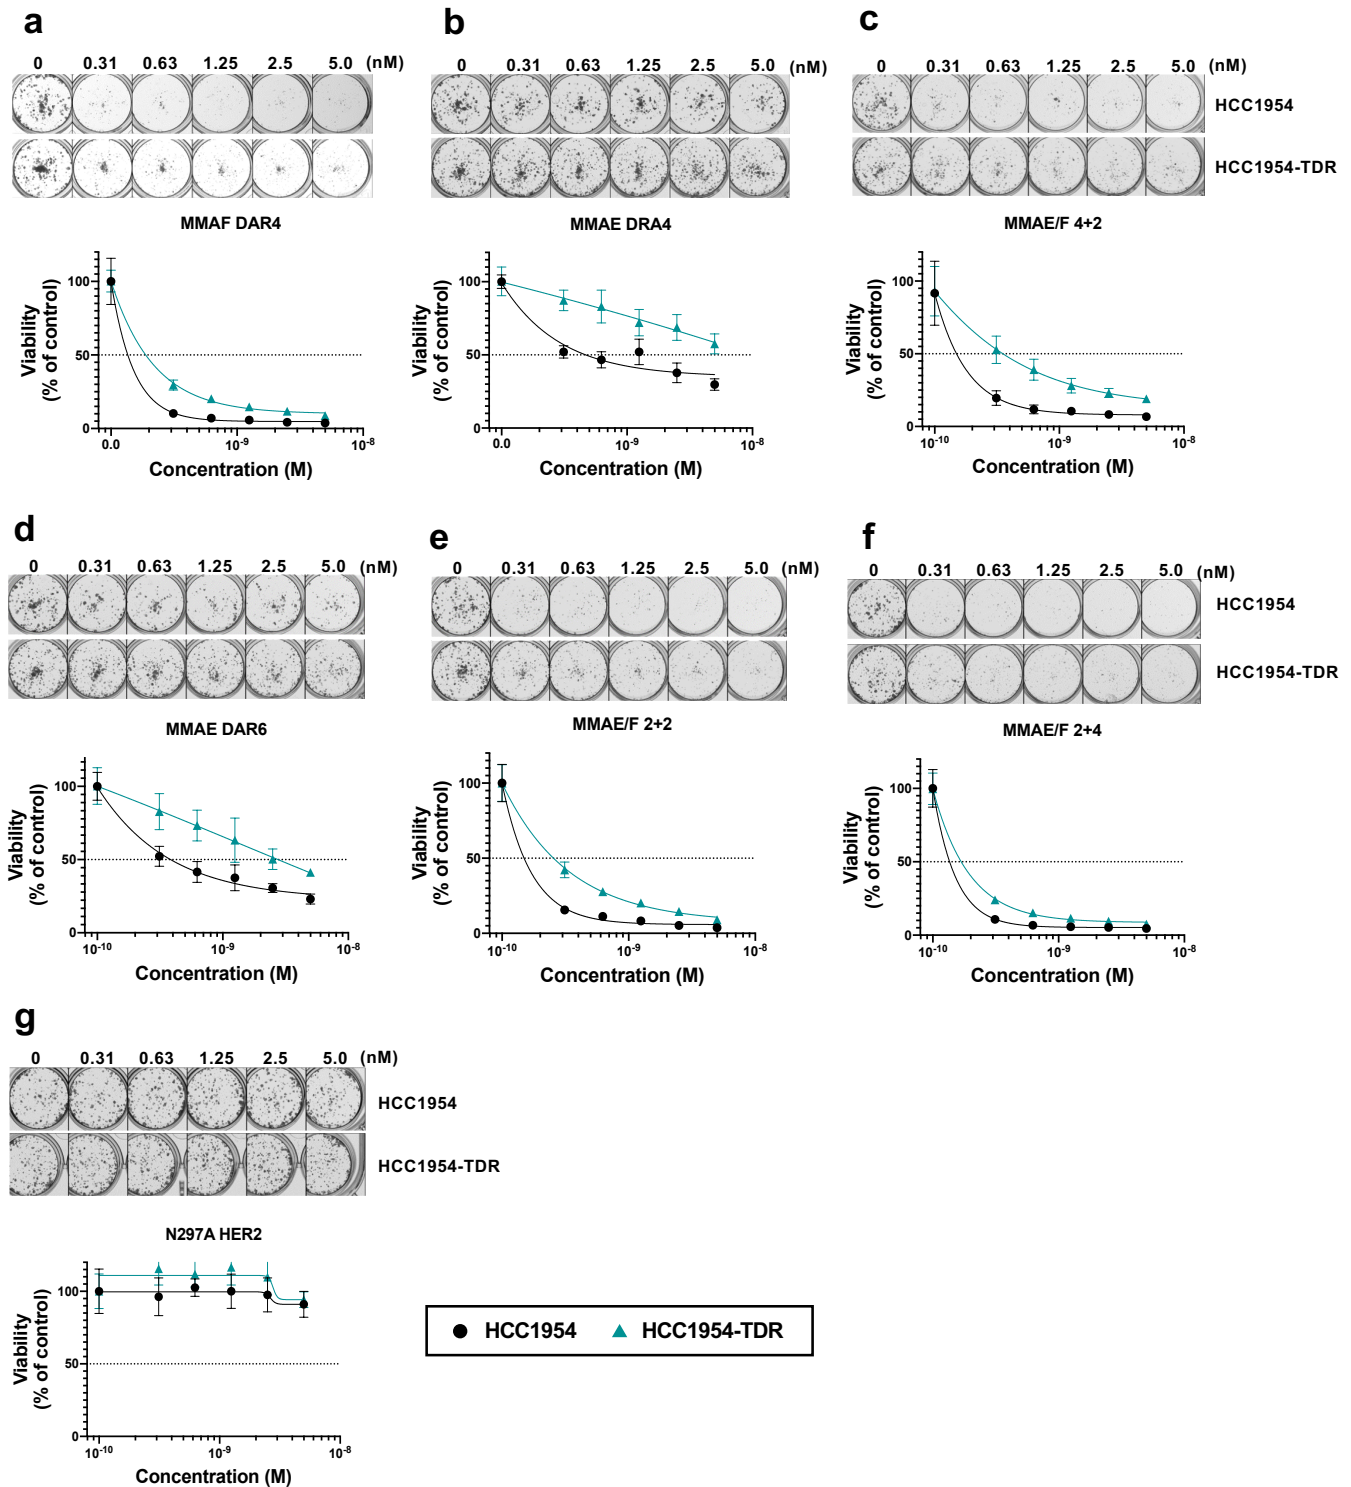 a
0 0.31 0.63 1.25 2.5 5.0 (nM)
MMAF DAR4
Viability
(% of control)
100
50
0
0.0 10-9 10-8
Concentration (M)
b
0 0.31 0.63 1.25 2.5 5.0 (nM)
MMAE DRA4
Viability
(% of control)
100
50
0
0.0 10-9 10-8
Concentration (M)
c
0 0.31 0.63 1.25 2.5 5.0 (nM)
HCC1954
HCC1954-TDR
MMAE/F 4+2
Viability
(% of control)
100
50
0
10-10 10-9 10-8
Concentration (M)
d
0 0.31 0.63 1.25 2.5 5.0 (nM)
MMAE DAR6
Viability
(% of control)
100
50
0
10-10 10-9 10-8
Concentration (M)
e
0 0.31 0.63 1.25 2.5 5.0 (nM)
MMAE/F 2+2
Viability
(% of control)
100
50
0
10-10 10-9 10-8
Concentration (M)
f
0 0.31 0.63 1.25 2.5 5.0 (nM)
HCC1954
HCC1954-TDR
MMAE/F 2+4
Viability
(% of control)
100
50
0
10-10 10-9 10-8
Concentration (M)
g
0 0.31 0.63 1.25 2.5 5.0 (nM)
HCC1954
HCC1954-TDR
N297A HER2
Viability
(% of control)
100
50
0
10-10 10-9 10-8
Concentration (M)
HCC1954 HCC1954-TDR